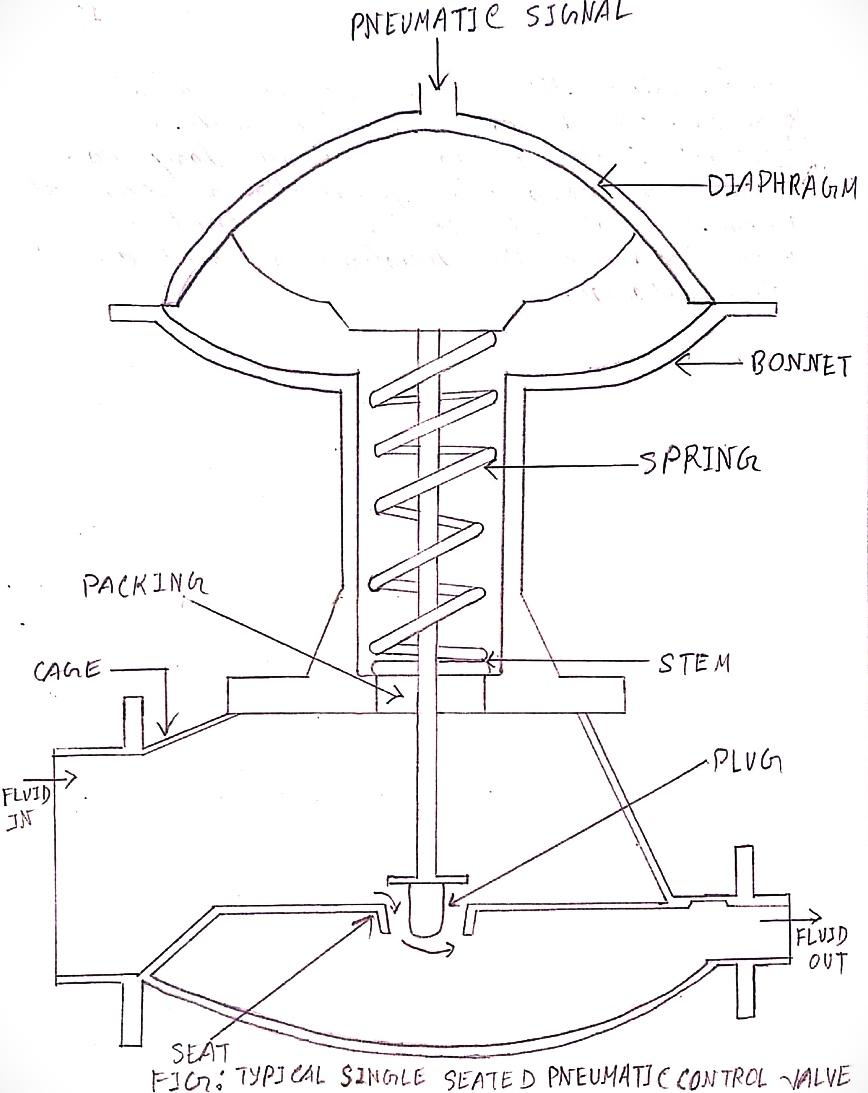 PNEUMATIC SIGNAL
DIAPHRAGM
BONNET
SPRING
PACKING
STEM
CAGE
PLUG
FLUID
IN
FLUID
OUT
SEAT
FIG: TYPICAL SINGLE SEATED PNEUMATIC CONTROL VALVE